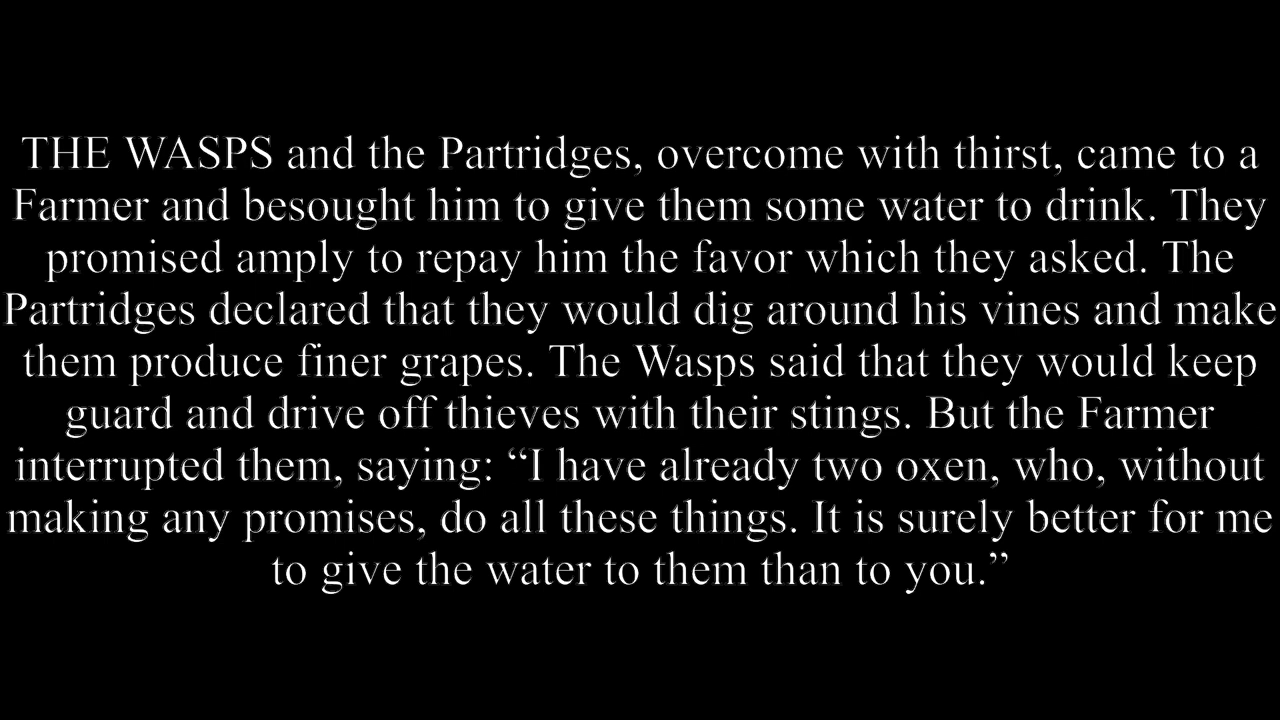 THE WASPS and the Partridges, overcome with thirst, came to a
Farmer and besought him to give them some water to drink. They
promised amply to repay him the favor which they asked. The
Partridges declared that they would dig around his vines and make
them produce finer grapes. The Wasps said that they would keep
guard and drive off thieves with their stings. But the Farmer
interrupted them, saying: “I have already two oxen, who, without
making any promises, do all these things. It is surely better for me
to give the water to them than to you.”